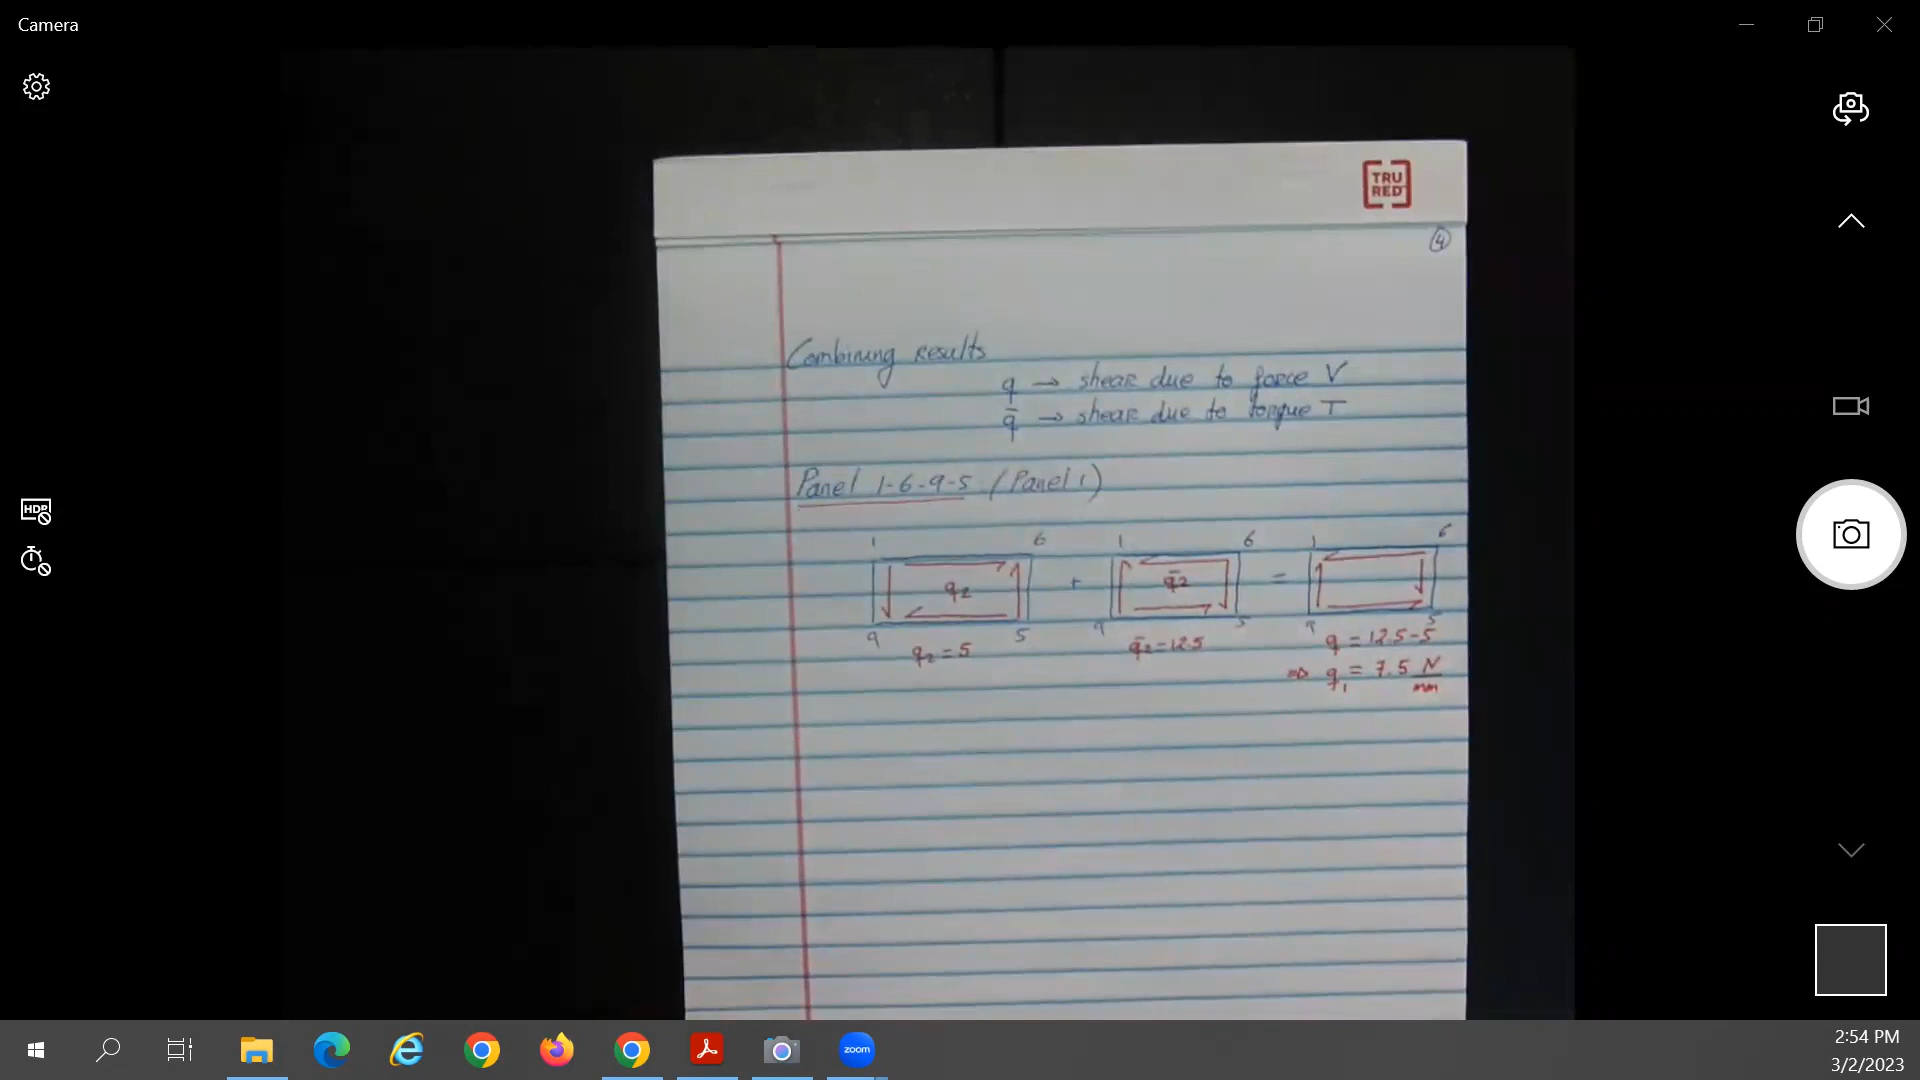 Camera
TRU
RED
4
Combining results
q → shear due to force V
q̄ → shear due to torque T
Panel 1-6-9-5 (Panel 1)
1 6 1 6 1 6
q2 + q̄2 =
9 5 9 5 9 5
q2 = 5 q̄2 = 12.5 q = 12.5-5
⇒ q1 = 7.5 N/mm
HDR
zoom
2:54 PM
3/2/2023